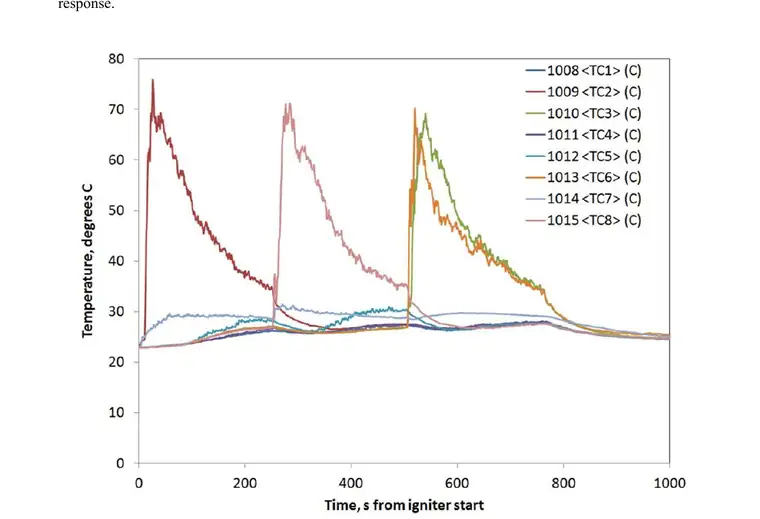 response.
80
70
60
50
40
30
20
10
0
Temperature, degrees C
1008 <TC1> (C)
1009 <TC2> (C)
1010 <TC3> (C)
1011 <TC4> (C)
1012 <TC5> (C)
1013 <TC6> (C)
1014 <TC7> (C)
1015 <TC8> (C)
0 200 400 600 800 1000
Time, s from igniter start